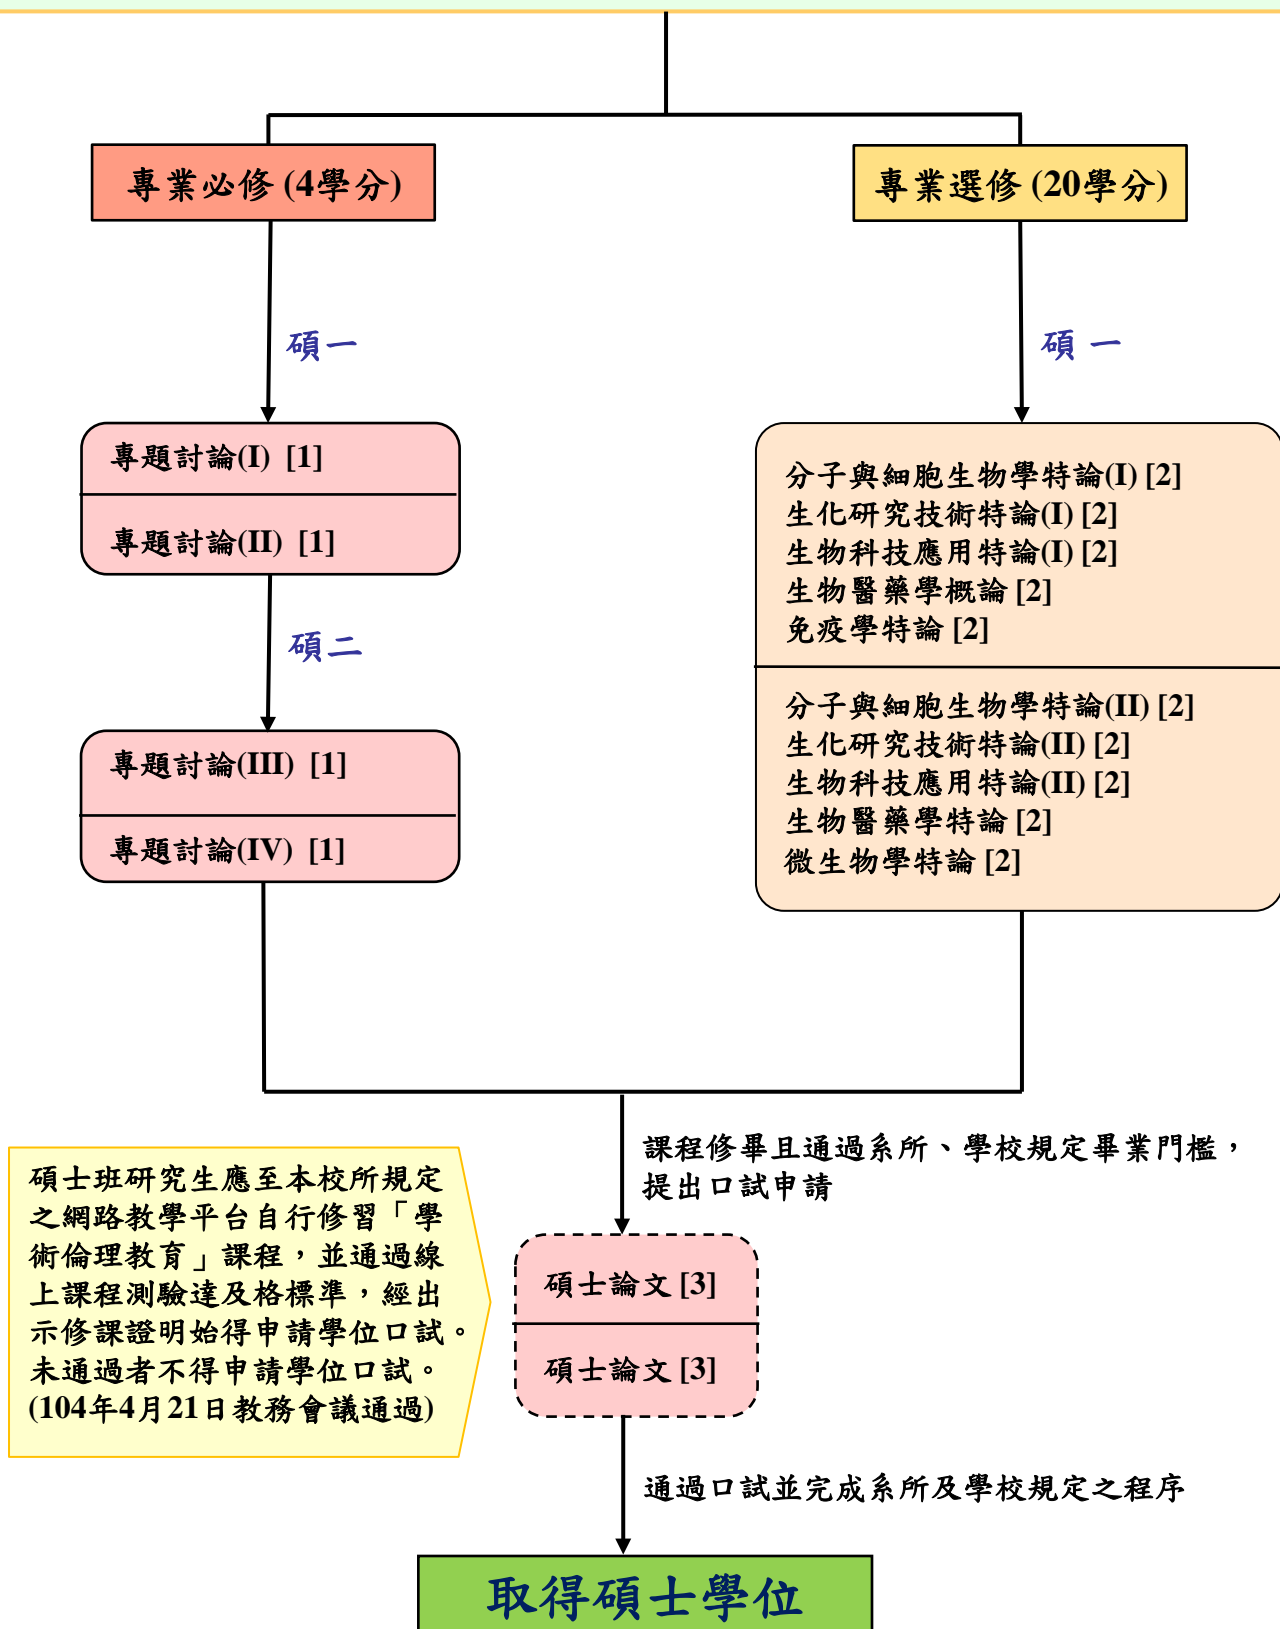 專業必修 (4學分)
專業選修 (20學分)
碩一
碩 一
專題討論(I) [1]
專題討論(II) [1]
碩二
專題討論(III) [1]
專題討論(IV) [1]
分子與細胞生物學特論(I) [2]
生化研究技術特論(I) [2]
生物科技應用特論(I) [2]
生物醫藥學概論 [2]
免疫學特論 [2]
分子與細胞生物學特論(II) [2]
生化研究技術特論(II) [2]
生物科技應用特論(II) [2]
生物醫藥學特論 [2]
微生物學特論 [2]
課程修畢且通過系所、學校規定畢業門檻，
提出口試申請
碩士班研究生應至本校所規定
之網路教學平台自行修習「學
術倫理教育」課程，並通過線
上課程測驗達及格標準，經出
示修課證明始得申請學位口試。
未通過者不得申請學位口試。
(104年4月21日教務會議通過)
碩士論文 [3]
碩士論文 [3]
通過口試並完成系所及學校規定之程序
取得碩士學位